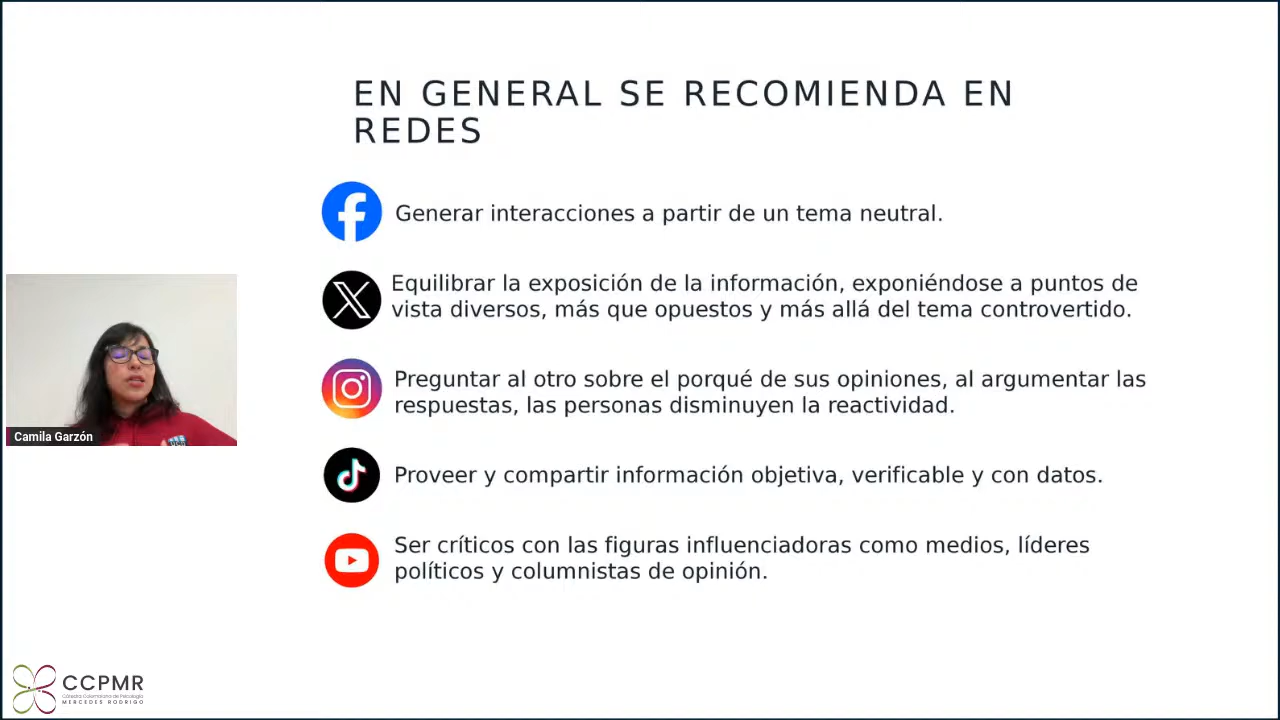 EN GENERAL SE RECOMIENDA EN
REDES
Generar interacciones a partir de un tema neutral.
Equilibrar la exposición de la información, exponiéndose a puntos de
vista diversos, más que opuestos y más allá del tema controvertido.
Preguntar al otro sobre el porqué de sus opiniones, al argumentar las
respuestas, las personas disminuyen la reactividad.
Camila Garzón
Proveer y compartir información objetiva, verificable y con datos.
Ser críticos con las figuras influenciadoras como medios, líderes
políticos y columnistas de opinión.
CCPMR
Cátedra Colombiana de Psicología
MERCEDES RODRIGO